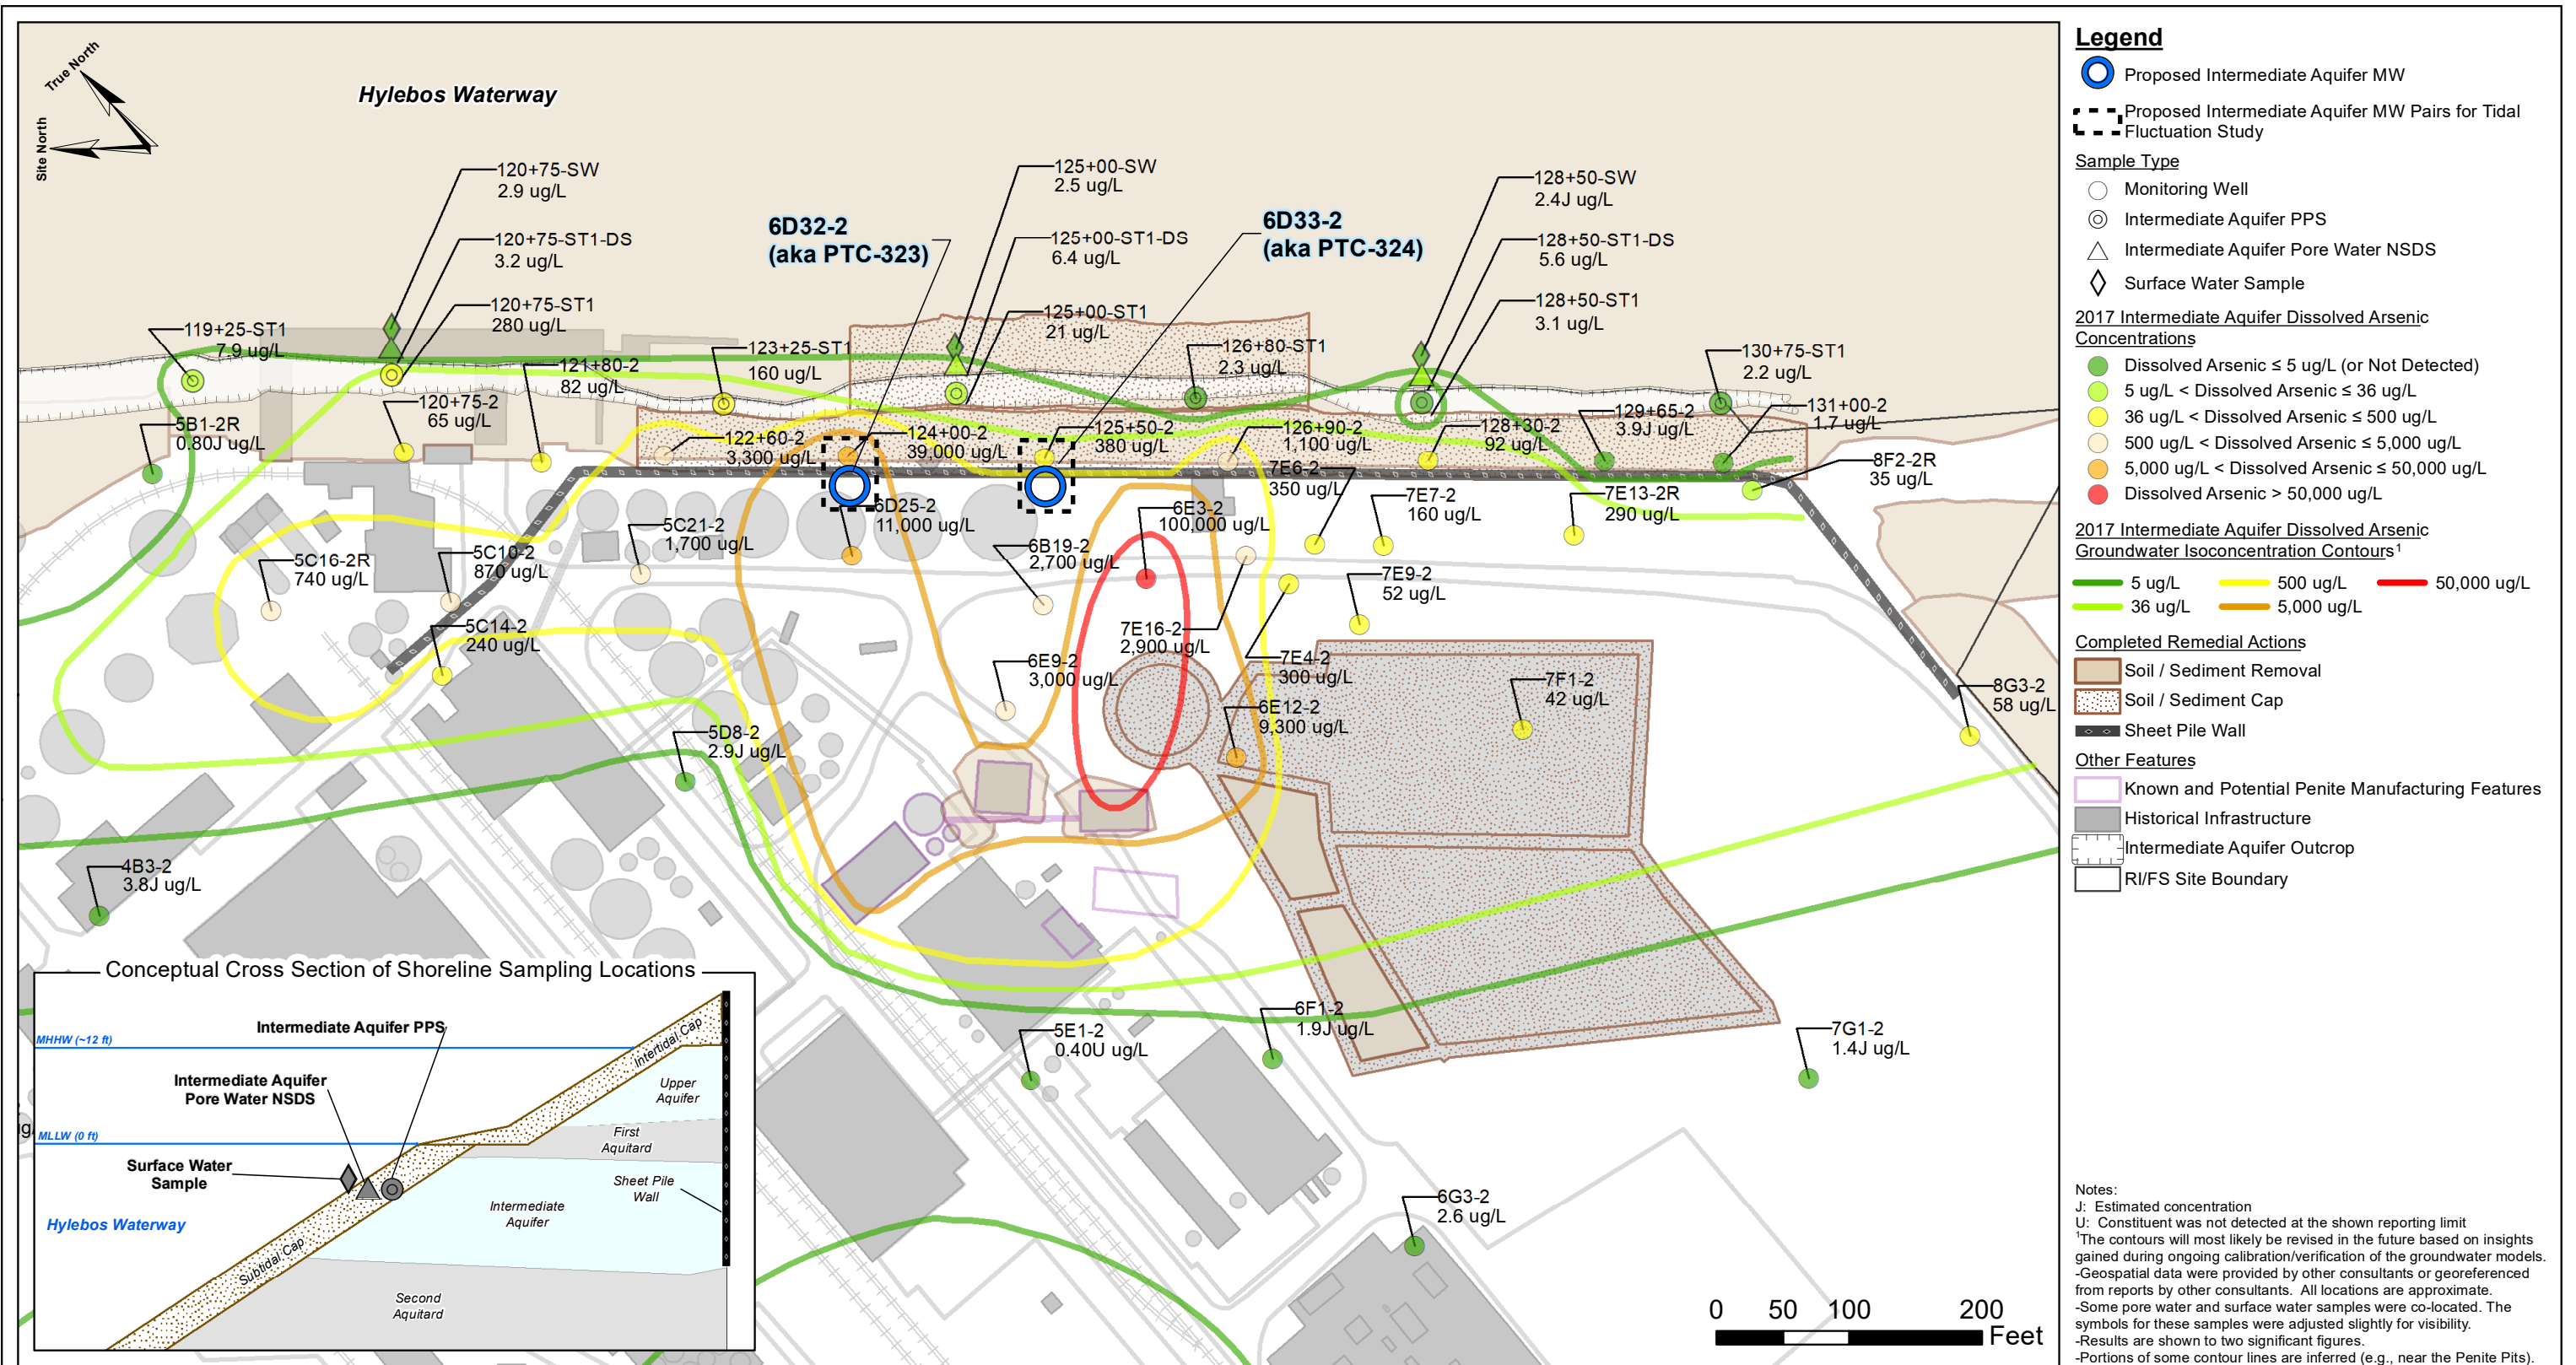 True North
Site North
Hylebos Waterway
120+75-SW
2.9 ug/L
120+75-ST1-DS
3.2 ug/L
120+75-ST1
280 ug/L
119+25-ST1
7.9 ug/L
121+80-2
82 ug/L
120+75-2
65 ug/L
5B1-2R
0.80J ug/L
123+25-ST1
160 ug/L
122+60-2
3,300 ug/L
6D32-2
(aka PTC-323)
124+00-2
39,000 ug/L
125+00-SW
2.5 ug/L
125+00-ST1-DS
6.4 ug/L
125+00-ST1
21 ug/L
6D33-2
(aka PTC-324)
125+50-2
380 ug/L
126+80-ST1
2.3 ug/L
126+90-2
1,100 ug/L
128+50-SW
2.4J ug/L
128+50-ST1-DS
5.6 ug/L
128+50-ST1
3.1 ug/L
128+30-2
92 ug/L
129+65-2
3.9J ug/L
130+75-ST1
2.2 ug/L
131+00-2
1.7 ug/L
8F2-2R
35 ug/L
7E6-2
350 ug/L
7E7-2
160 ug/L
7E13-2R
290 ug/L
6D25-2
11,000 ug/L
5C21-2
1,700 ug/L
6B19-2
2,700 ug/L
6E3-2
100,000 ug/L
5C16-2R
740 ug/L
5C10-2
870 ug/L
5C14-2
240 ug/L
7E9-2
52 ug/L
7E16-2
2,900 ug/L
7E4-2
300 ug/L
6E9-2
3,000 ug/L
6E12-2
9,300 ug/L
7F1-2
42 ug/L
8G3-2
58 ug/L
5D8-2
2.9J ug/L
4B3-2
3.8J ug/L
5E1-2
0.40U ug/L
6F1-2
1.9J ug/L
7G1-2
1.4J ug/L
6G3-2
2.6 ug/L
Conceptual Cross Section of Shoreline Sampling Locations
Intermediate Aquifer PPS
MHHW (~12 ft)
Intermediate Aquifer
Pore Water NSDS
MLLW (0 ft)
Surface Water
Sample
Hylebos Waterway
Intertidal Cap
Upper
Aquifer
First
Aquitard
Sheet Pile
Wall
Intermediate
Aquifer
Subtidal Cap
Second
Aquitard
0 50 100 200
Feet
Legend
Proposed Intermediate Aquifer MW
Proposed Intermediate Aquifer MW Pairs for Tidal
Fluctuation Study
Sample Type
Monitoring Well
Intermediate Aquifer PPS
Intermediate Aquifer Pore Water NSDS
Surface Water Sample
2017 Intermediate Aquifer Dissolved Arsenic
Concentrations
Dissolved Arsenic ≤ 5 ug/L (or Not Detected)
5 ug/L < Dissolved Arsenic ≤ 36 ug/L
36 ug/L < Dissolved Arsenic ≤ 500 ug/L
500 ug/L < Dissolved Arsenic ≤ 5,000 ug/L
5,000 ug/L < Dissolved Arsenic ≤ 50,000 ug/L
Dissolved Arsenic > 50,000 ug/L
2017 Intermediate Aquifer Dissolved Arsenic
Groundwater Isoconcentration Contours1
5 ug/L 500 ug/L 50,000 ug/L
36 ug/L 5,000 ug/L
Completed Remedial Actions
Soil / Sediment Removal
Soil / Sediment Cap
Sheet Pile Wall
Other Features
Known and Potential Penite Manufacturing Features
Historical Infrastructure
Intermediate Aquifer Outcrop
RI/FS Site Boundary
Notes:
J: Estimated concentration
U: Constituent was not detected at the shown reporting limit
1The contours will most likely be revised in the future based on insights
gained during ongoing calibration/verification of the groundwater models.
-Geospatial data were provided by other consultants or georeferenced
from reports by other consultants. All locations are approximate.
-Some pore water and surface water samples were co-located. The
symbols for these samples were adjusted slightly for visibility.
-Results are shown to two significant figures.
-Portions of some contour lines are inferred (e.g., near the Penite Pits).